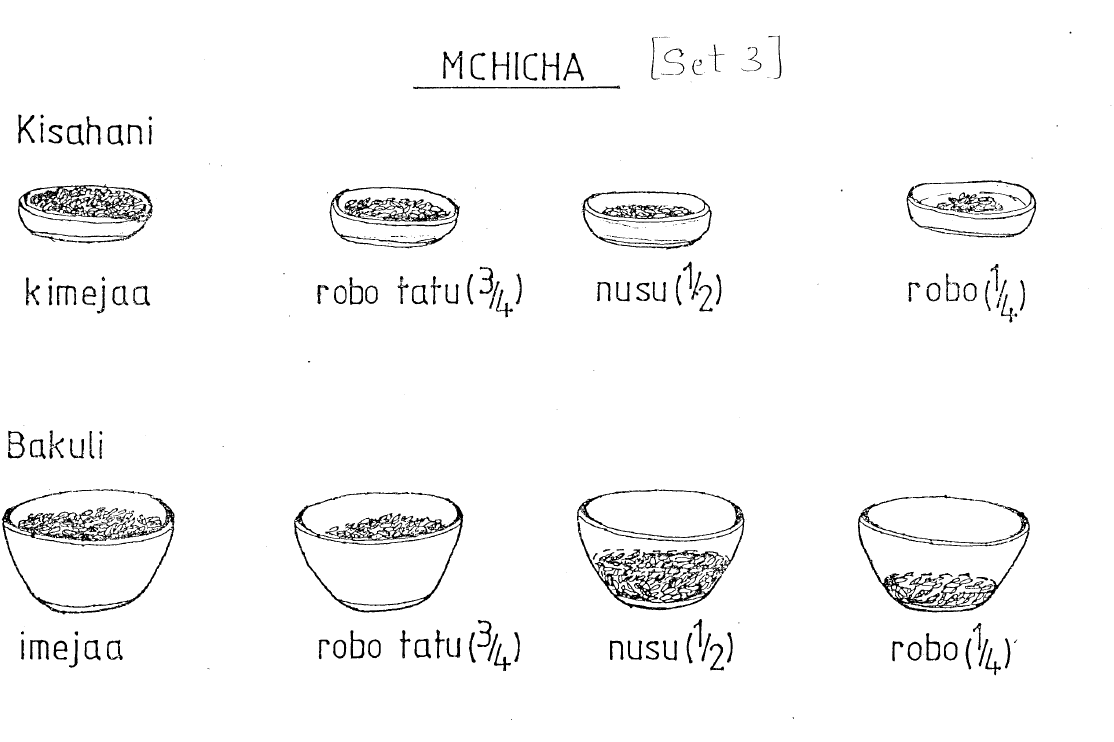 MCHICHA [Set 3]
Kisahani
kimejaa robo tatu(3/4) nusu(1/2) robo(1/4)
Bakuli
imejaa robo tatu(3/4) nusu(1/2) robo(1/4)